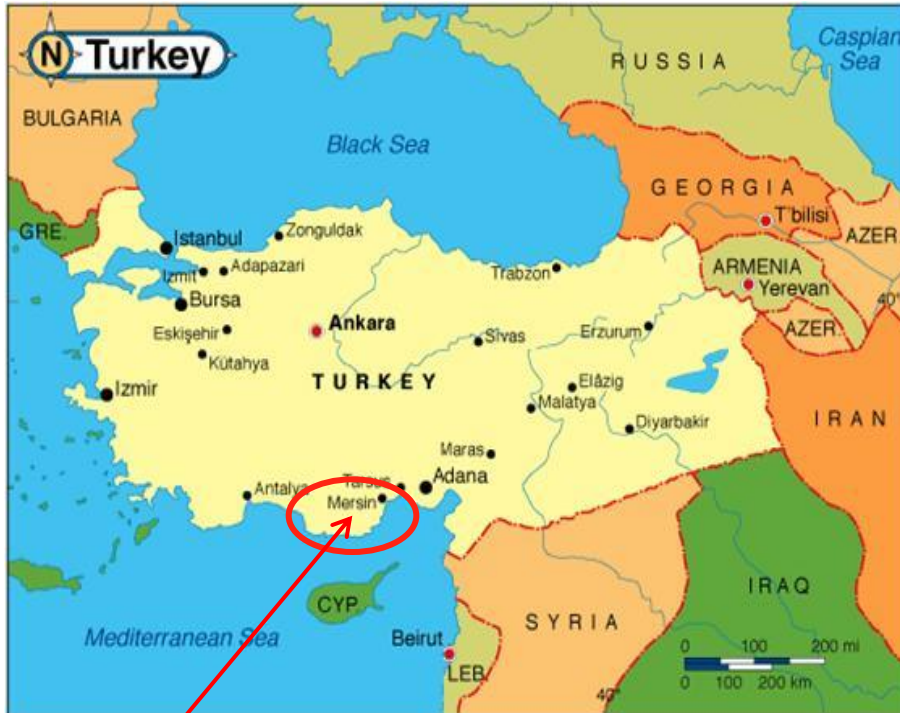 N Turkey
Caspian
Sea
RUSSIA
BULGARIA
Black Sea
GEORGIA
T'bilisi
GRE.
Istanbul
Zonguldak
AZER.
Izmit
Adapazari
Trabzon
ARMENIA
Yerevan
Bursa
40°
Ankara
Eskişehir
Sivas
Erzurum
AZER.
Kütahya
TURKEY
Izmir
Elâzig
Malatya
IRAN
Diyarbakir
Maras
Antalya
Tarsus
Adana
Mersin
CYP.
SYRIA
IRAQ
Mediterranean Sea
Beirut
LEB.
0 100 200 mi
0 100 200 km
40°